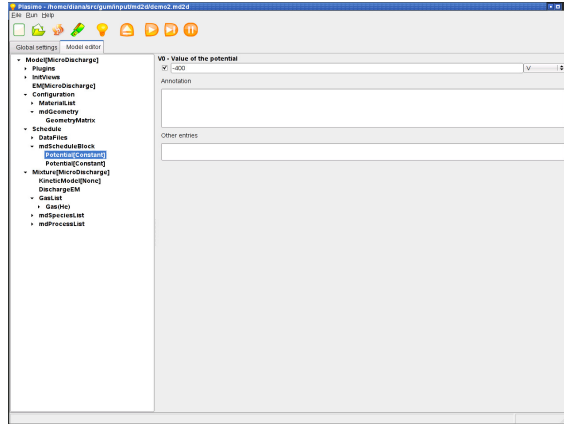 Plasimo - /home/diana/src/gum/input/md2d/demo2.md2d
File Run Help
Global settings Model editor
Model[MicroDischarge]
Plugins
InitViews
EM[MicroDischarge]
Configuration
MaterialList
mdGeometry
GeometryMatrix
Schedule
DataFiles
mdScheduleBlock
Potential[Constant]
Potential[Constant]
Mixture[MicroDischarge]
KineticModel[None]
DischargeEM
GasList
Gas(He)
mdSpeciesList
mdProcessList
V0 - Value of the potential
-400 V
Annotation
Other entries